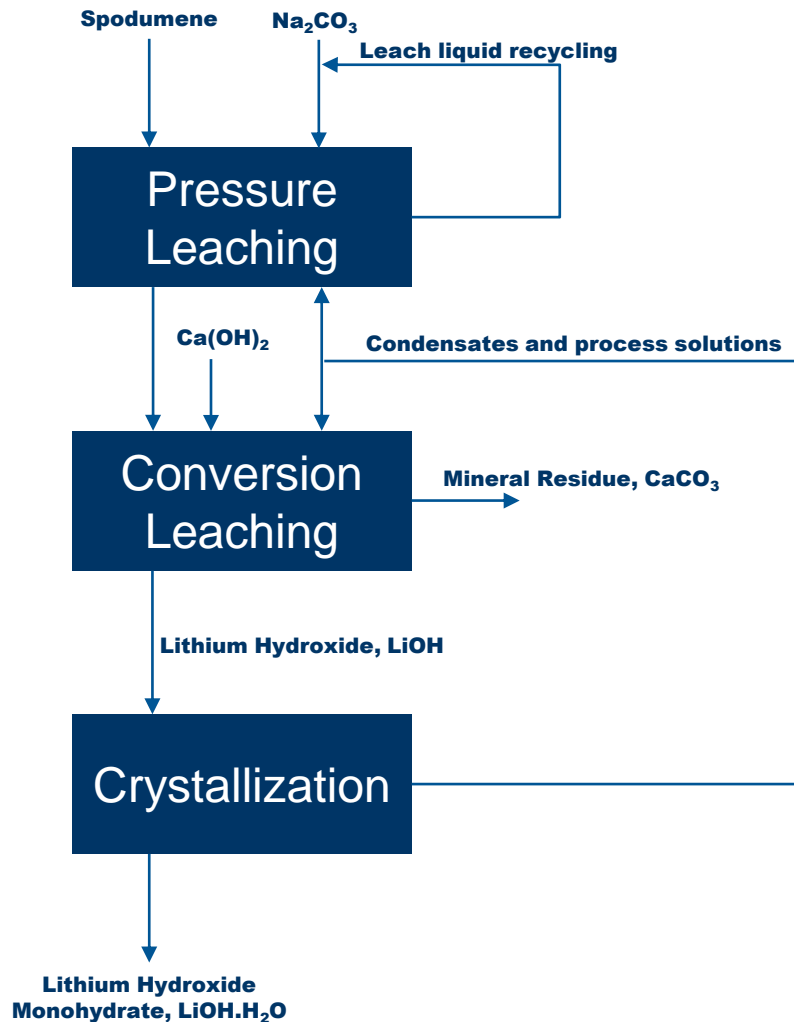 Spodumene
Na₂CO₃
Leach liquid recycling
Pressure
Leaching
Ca(OH)₂
Condensates and process solutions
Conversion
Leaching
Mineral Residue, CaCO₃
Lithium Hydroxide, LiOH
Crystallization
Lithium Hydroxide
Monohydrate, LiOH.H₂O